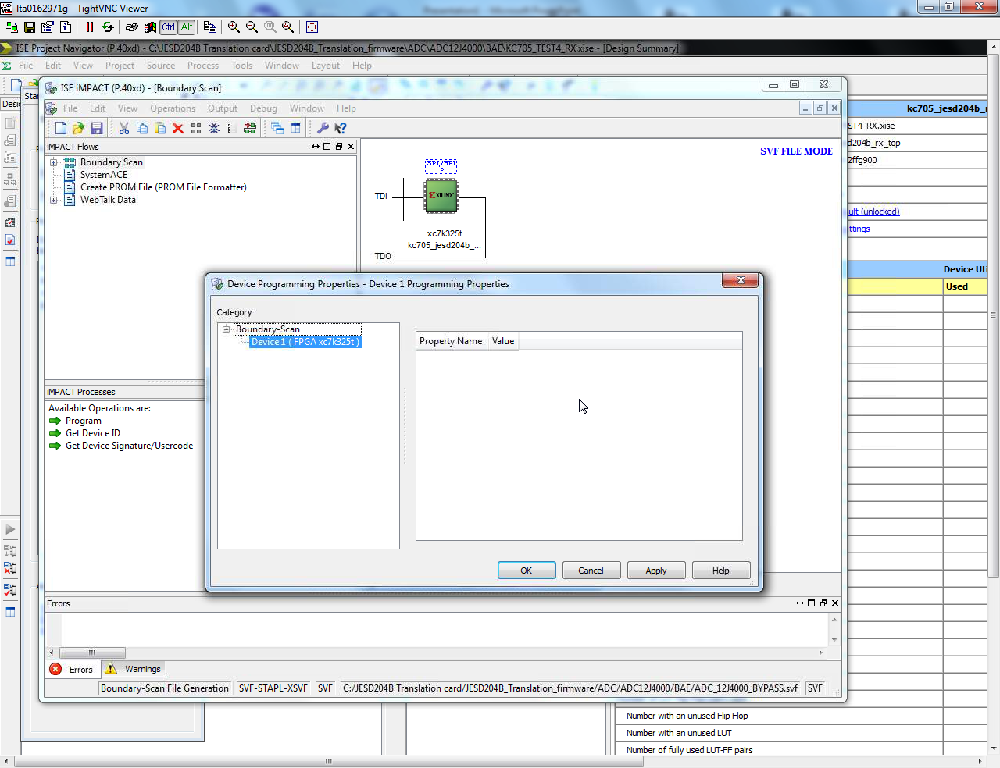 lta0162971g - TightVNC Viewer
Ctrl Alt
ISE Project Navigator (P.40xd) - C:\JESD204B Translation card\JESD204B_Translation_firmware\ADC\ADC12J4000\BAE\KC705_TEST4_RX.xise - [Design Summary]
File Edit View Project Source Process Tools Window Layout Help
ISE iMPACT (P.40xd) - [Boundary Scan]
File Edit View Operations Output Debug Window Help
iMPACT Flows
Boundary Scan
SystemACE
Create PROM File (PROM File Formatter)
WebTalk Data
SVF FILE MODE
SPI/BPI
?
TDI
XILINX
xc7k325t
kc705_jesd204b_...
TDO
kc705_jesd204b_
ST4_RX.xise
d204b_rx_top
2ffg900
ult (unlocked)
ttings
Device Ut
Used
Device Programming Properties - Device 1 Programming Properties
Category
Boundary-Scan
Device 1 ( FPGA xc7k325t )
Property Name Value
OK Cancel Apply Help
iMPACT Processes
Available Operations are:
Program
Get Device ID
Get Device Signature/Usercode
Errors
Errors Warnings
Boundary-Scan File Generation SVF-STAPL-XSVF SVF C:/JESD204B Translation card/JESD204B_Translation_firmware/ADC/ADC12J4000/BAE/ADC_12J4000_BYPASS.svf SVF
Number with an unused Flip Flop
Number with an unused LUT
Number of fully used LUT-FF pairs